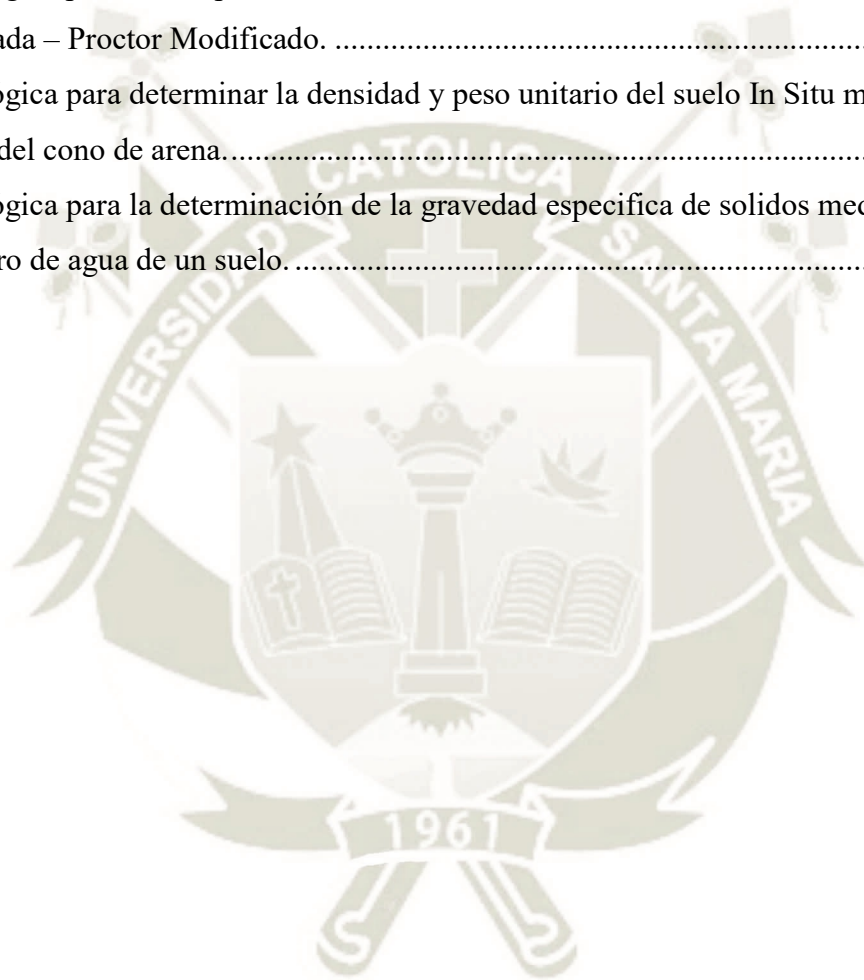 ada – Proctor Modificado. ........................................................................
ogica para determinar la densidad y peso unitario del suelo In Situ m
del cono de arena.........................................................................................
ogica para la determinación de la gravedad especifica de solidos med
ro de agua de un suelo. .............................................................................
CATOLICA
UNIVERSIDAD
SANTA MARIA
1961